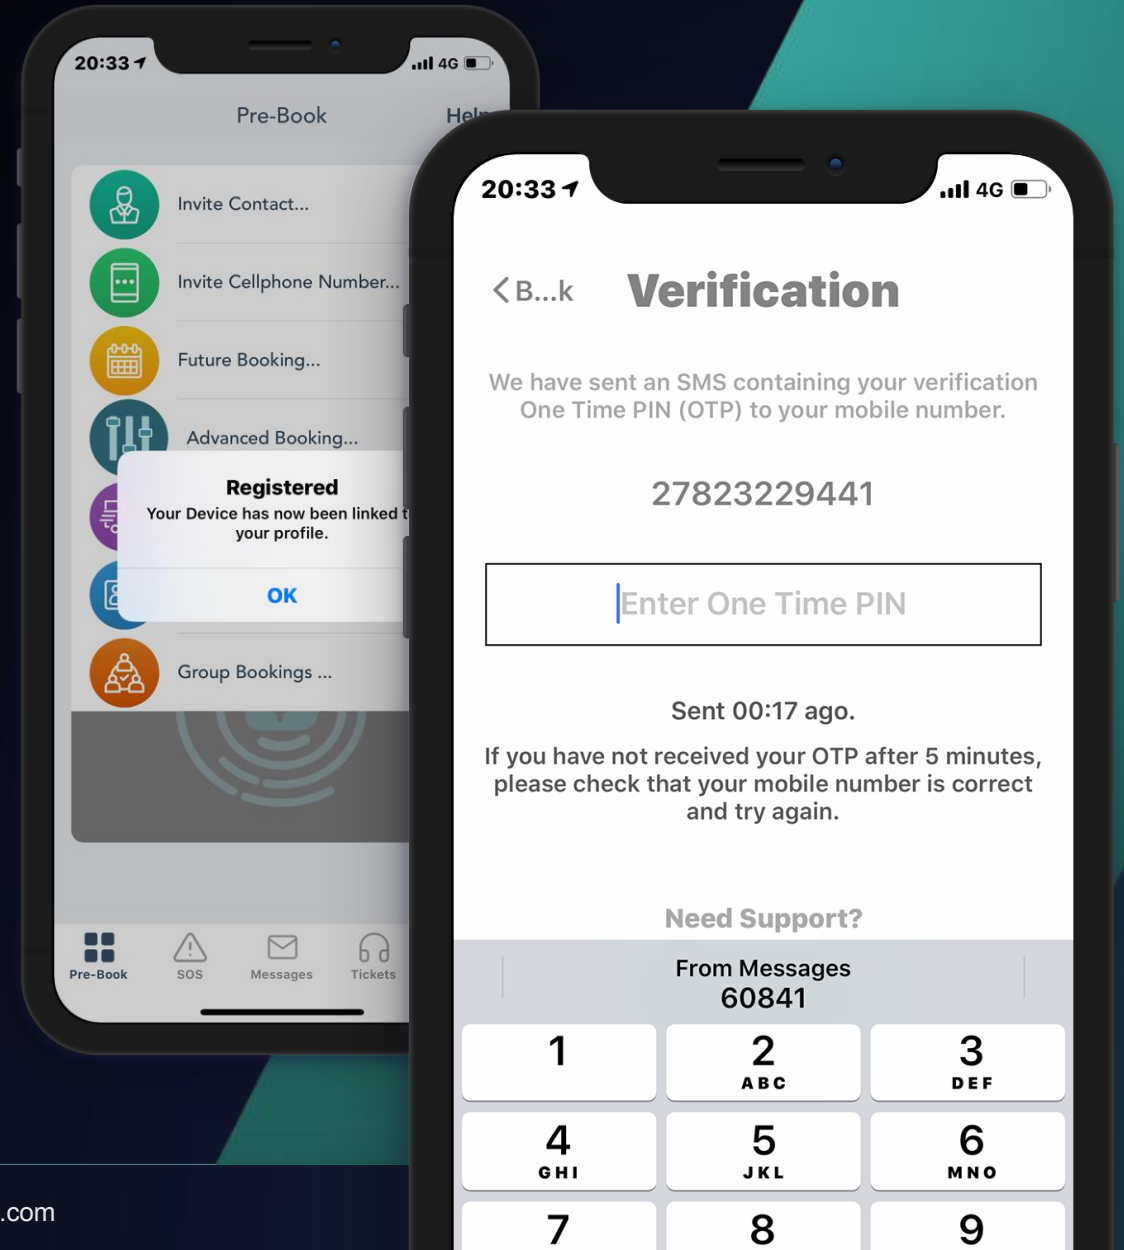 20:33
4G
Pre-Book
Invite Contact...
Invite Cellphone Number...
Future Booking...
Advanced Booking...
Registered
Your Device has now been linked
your profile.
OK
Group Bookings ...
Pre-Book
SOS
Messages
Tickets
.com
20:33
4G
B...k
Verification
We have sent an SMS containing your verification
One Time PIN (OTP) to your mobile number.
27823229441
Enter One Time PIN
Sent 00:17 ago.
If you have not received your OTP after 5 minutes,
please check that your mobile number is correct
and try again.
Need Support?
From Messages
60841
1
2
3
ABC
DEF
4
5
6
GHI
JKL
MNO
7
8
9